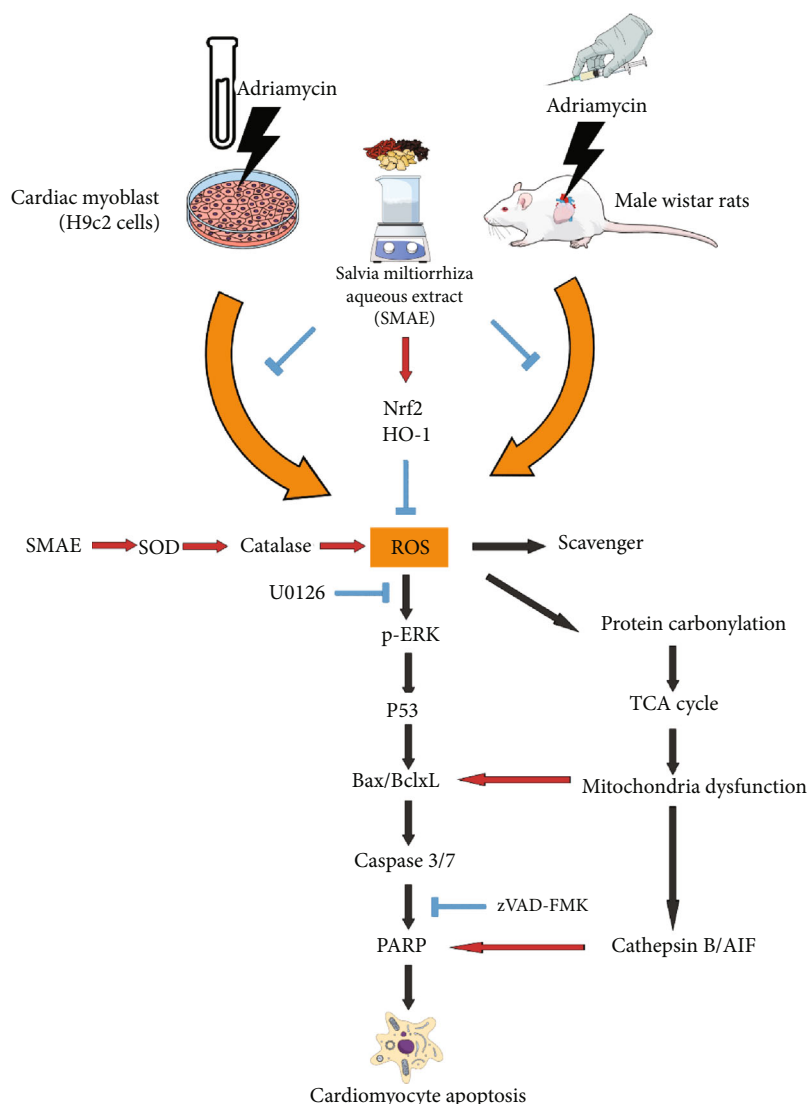 Adriamycin
Adriamycin
Cardiac myoblast
(H9c2 cells)
Male wistar rats
Salvia miltiorrhiza
aqueous extract
(SMAE)
Nrf2
HO-1
SMAE
SOD
Catalase
ROS
Scavenger
U0126
p-ERK
Protein carbonylation
P53
TCA cycle
Bax/BclxL
Mitochondria dysfunction
Caspase 3/7
zVAD-FMK
PARP
Cathepsin B/AIF
Cardiomyocyte apoptosis